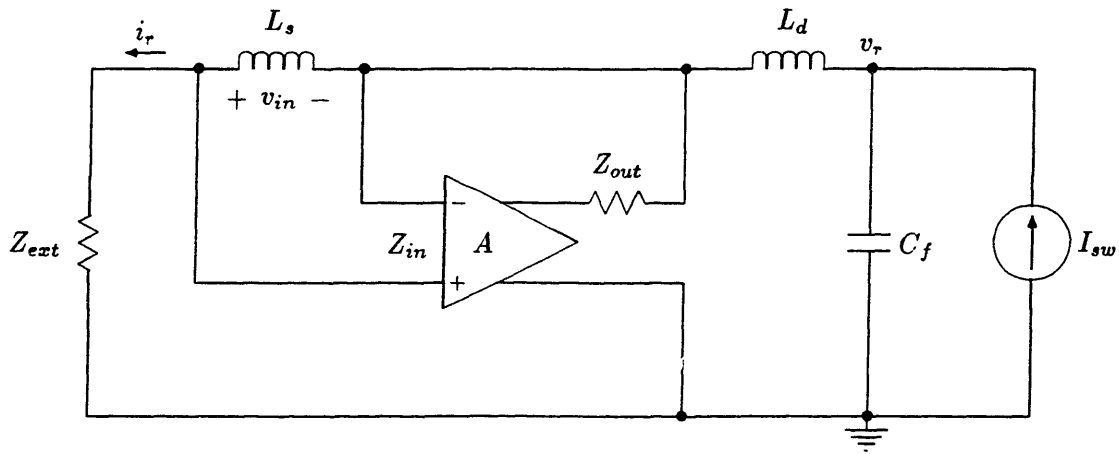 i_r
L_s
L_d
v_r
+ v_in −
Z_out
−
Z_ext
Z_in
A
C_f
I_sw
+